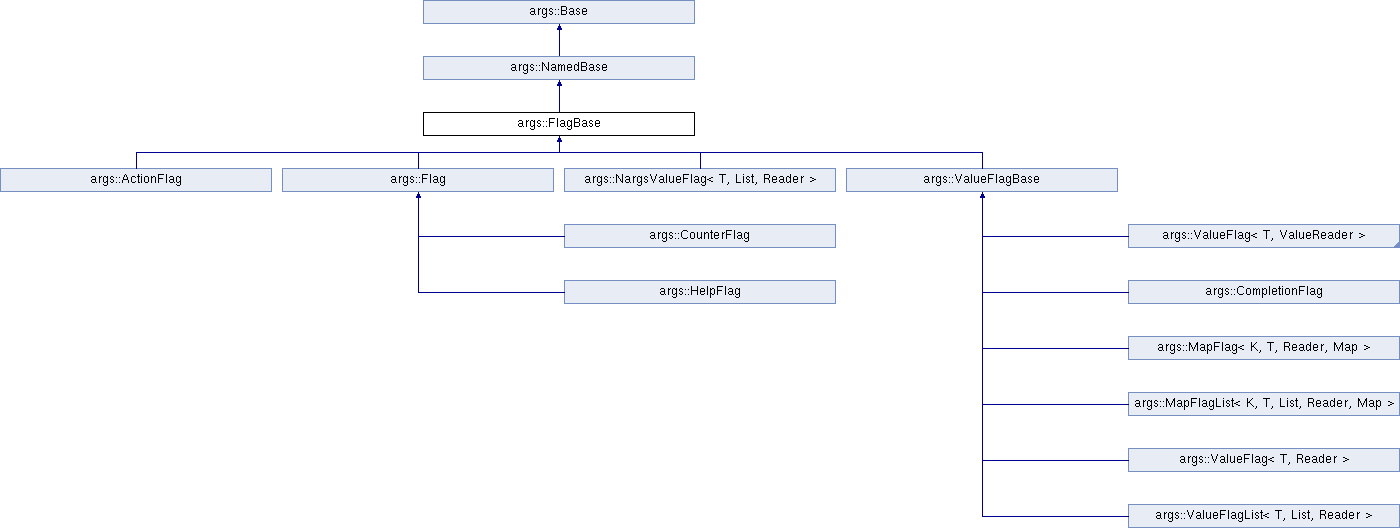 args::Base
args::NamedBase
args::FlagBase
args::ActionFlag
args::Flag
args::NargsValueFlag< T, List, Reader >
args::ValueFlagBase
args::CounterFlag
args::ValueFlag< T, ValueReader >
args::HelpFlag
args::CompletionFlag
args::MapFlag< K, T, Reader, Map >
args::MapFlagList< K, T, List, Reader, Map >
args::ValueFlag< T, Reader >
args::ValueFlagList< T, List, Reader >